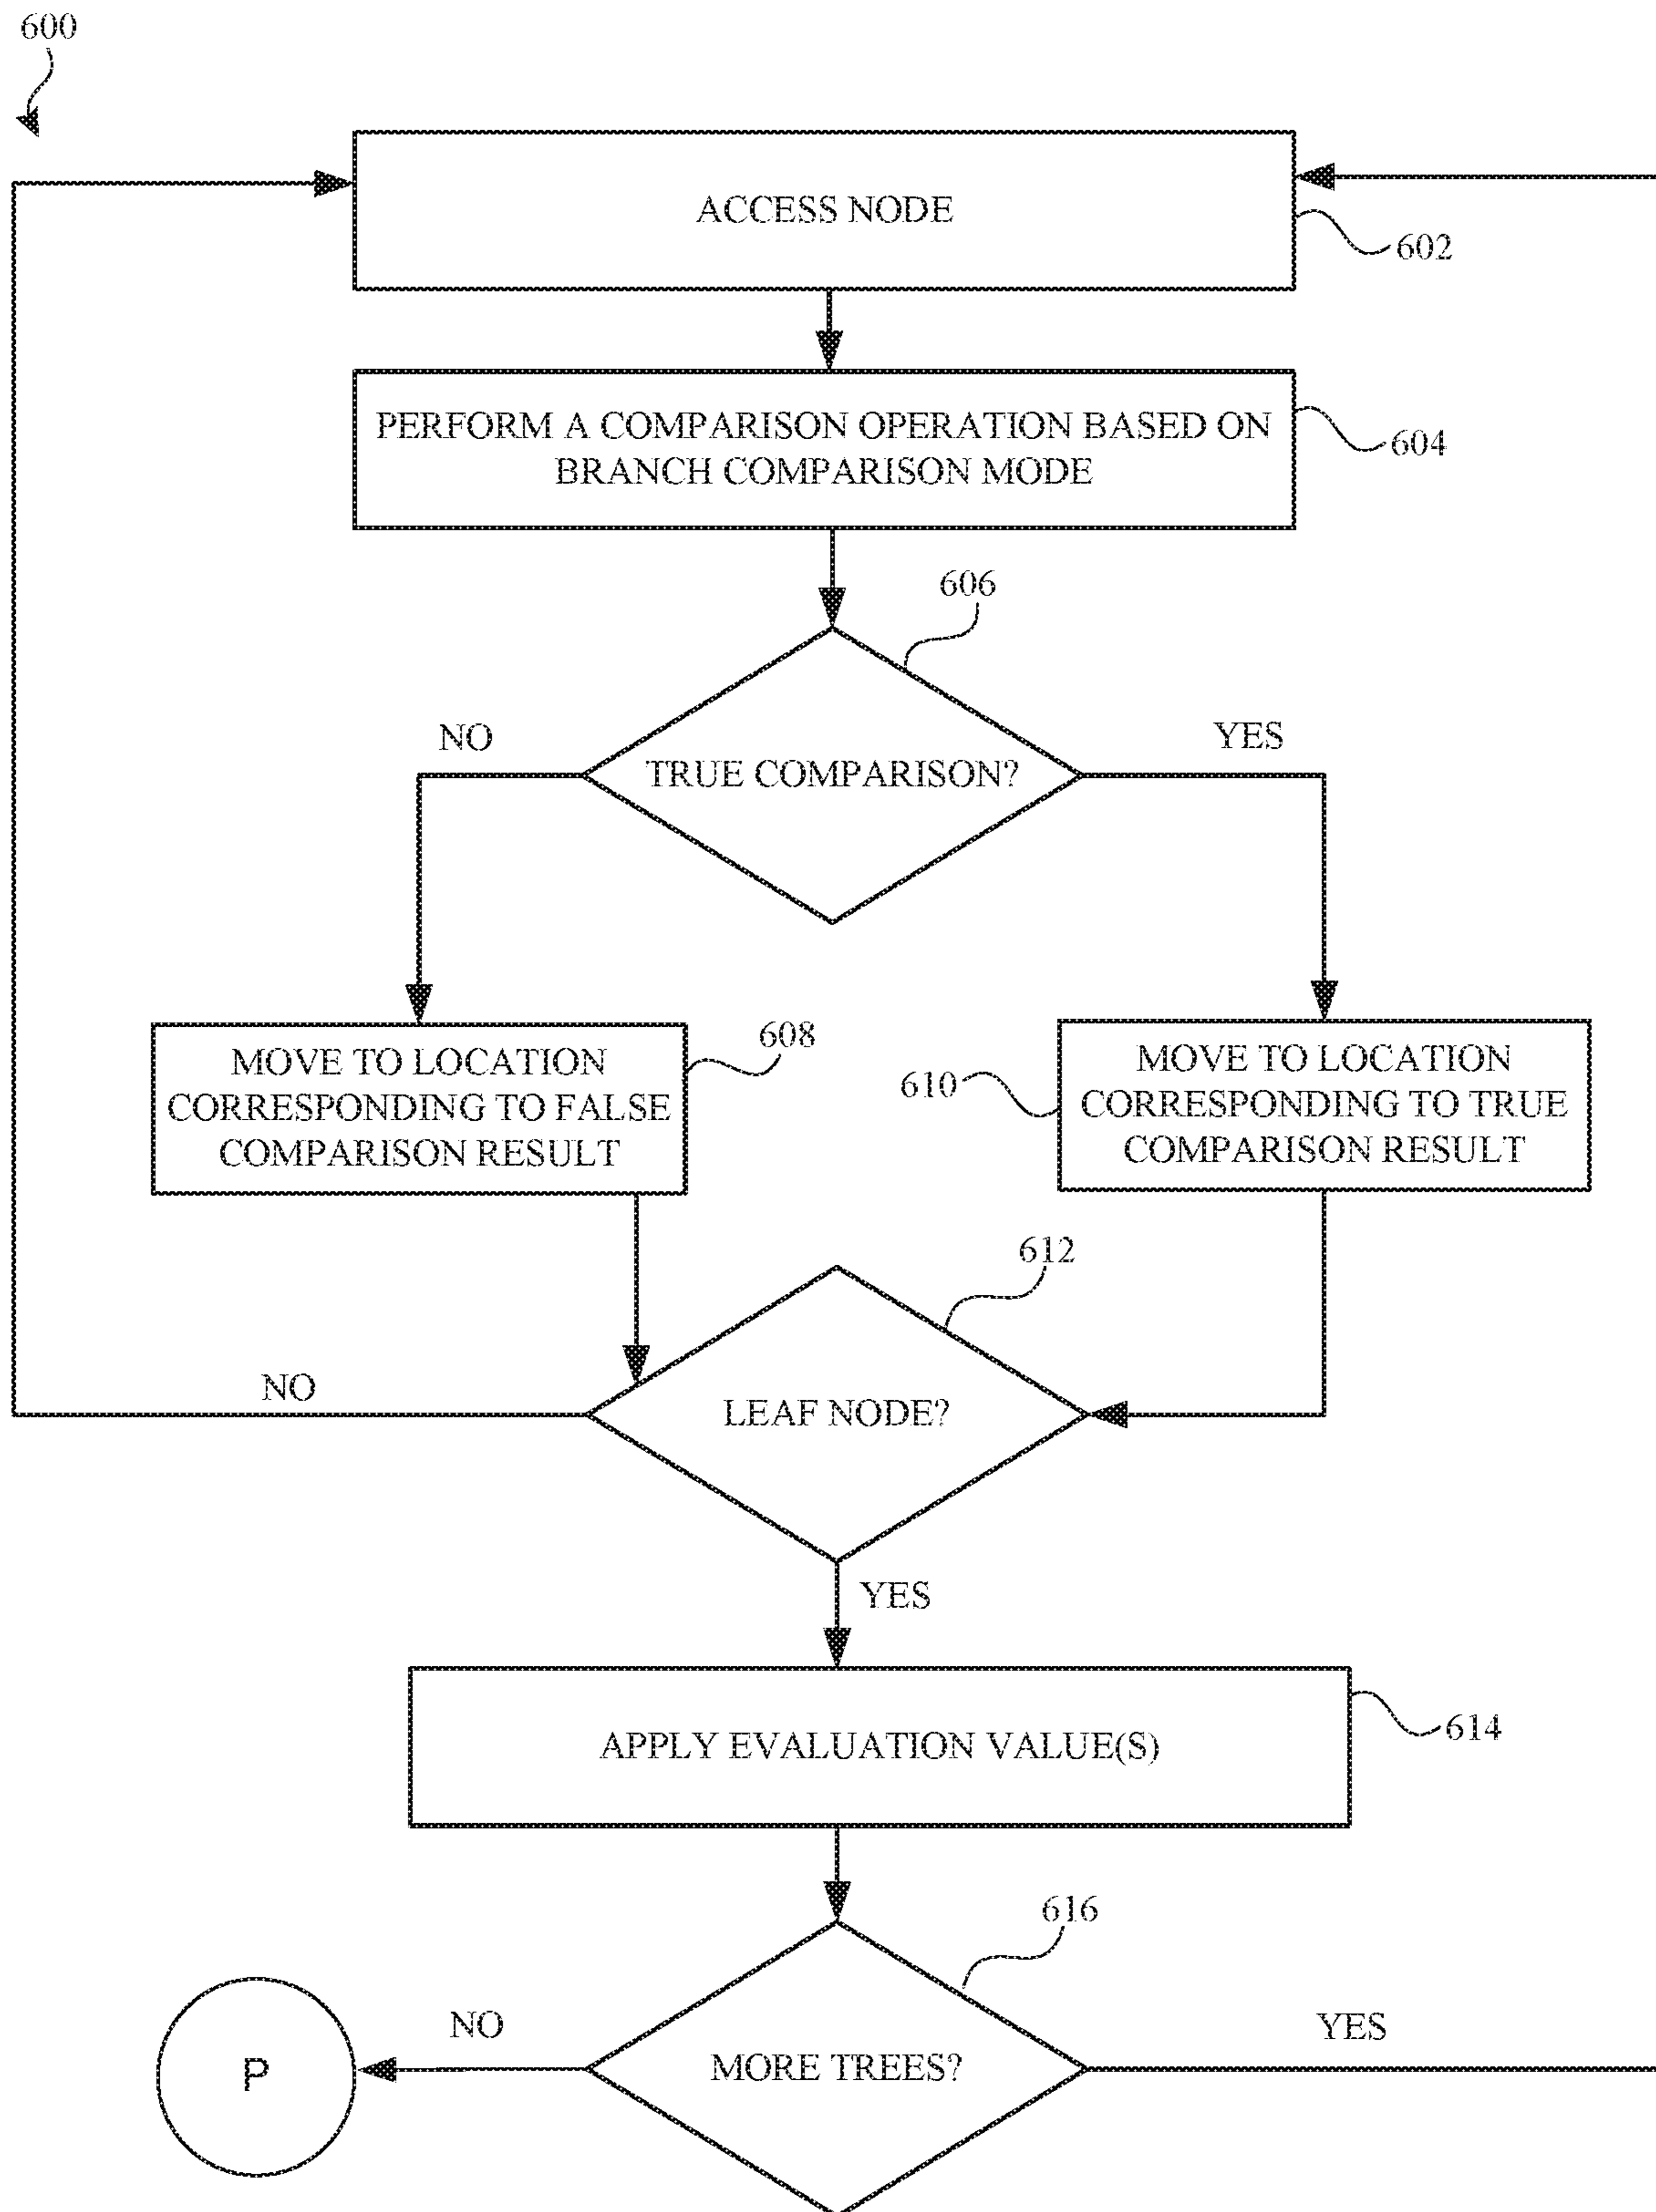 600
ACCESS NODE
602
PERFORM A COMPARISON OPERATION BASED ON
BRANCH COMPARISON MODE
604
606
NO
YES
TRUE COMPARISON?
608
MOVE TO LOCATION
CORRESPONDING TO FALSE
COMPARISON RESULT
610
MOVE TO LOCATION
CORRESPONDING TO TRUE
COMPARISON RESULT
612
NO
LEAF NODE?
YES
APPLY EVALUATION VALUE(S)
614
616
NO
YES
P
MORE TREES?